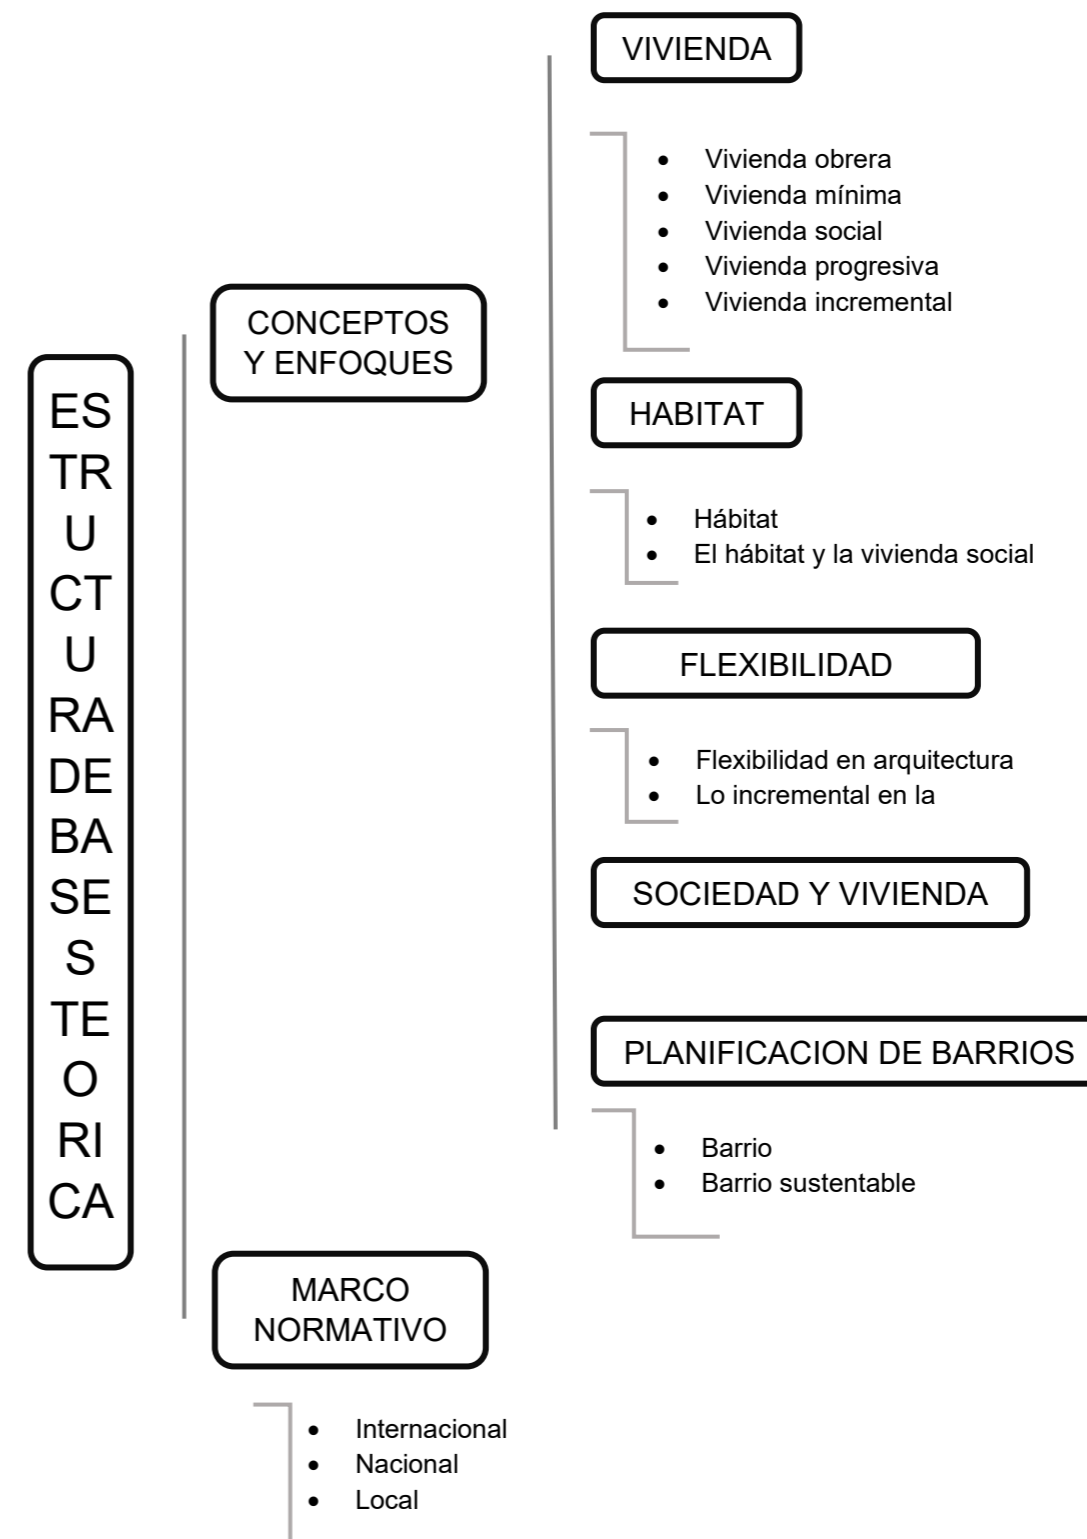 ES
TR
U
CT
U
RA
DE
BA
SE
S
TE
O
RI
CA
CONCEPTOS
Y ENFOQUES
VIVIENDA
• Vivienda obrera
• Vivienda mínima
• Vivienda social
• Vivienda progresiva
• Vivienda incremental
HABITAT
• Hábitat
• El hábitat y la vivienda social
FLEXIBILIDAD
• Flexibilidad en arquitectura
• Lo incremental en la
SOCIEDAD Y VIVIENDA
PLANIFICACION DE BARRIOS
• Barrio
• Barrio sustentable
MARCO
NORMATIVO
• Internacional
• Nacional
• Local